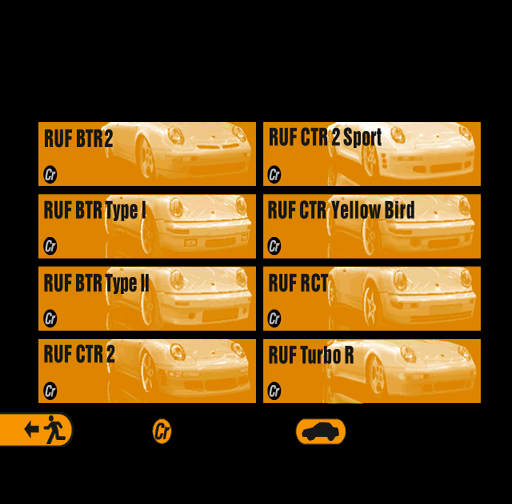 RUF BTR2
Cr
RUF CTR 2 Sport
Cr
RUF BTR Type I
Cr
RUF CTR Yellow Bird
Cr
RUF BTR Type II
Cr
RUF RCT
Cr
RUF CTR 2
Cr
RUF Turbo R
Cr
Cr